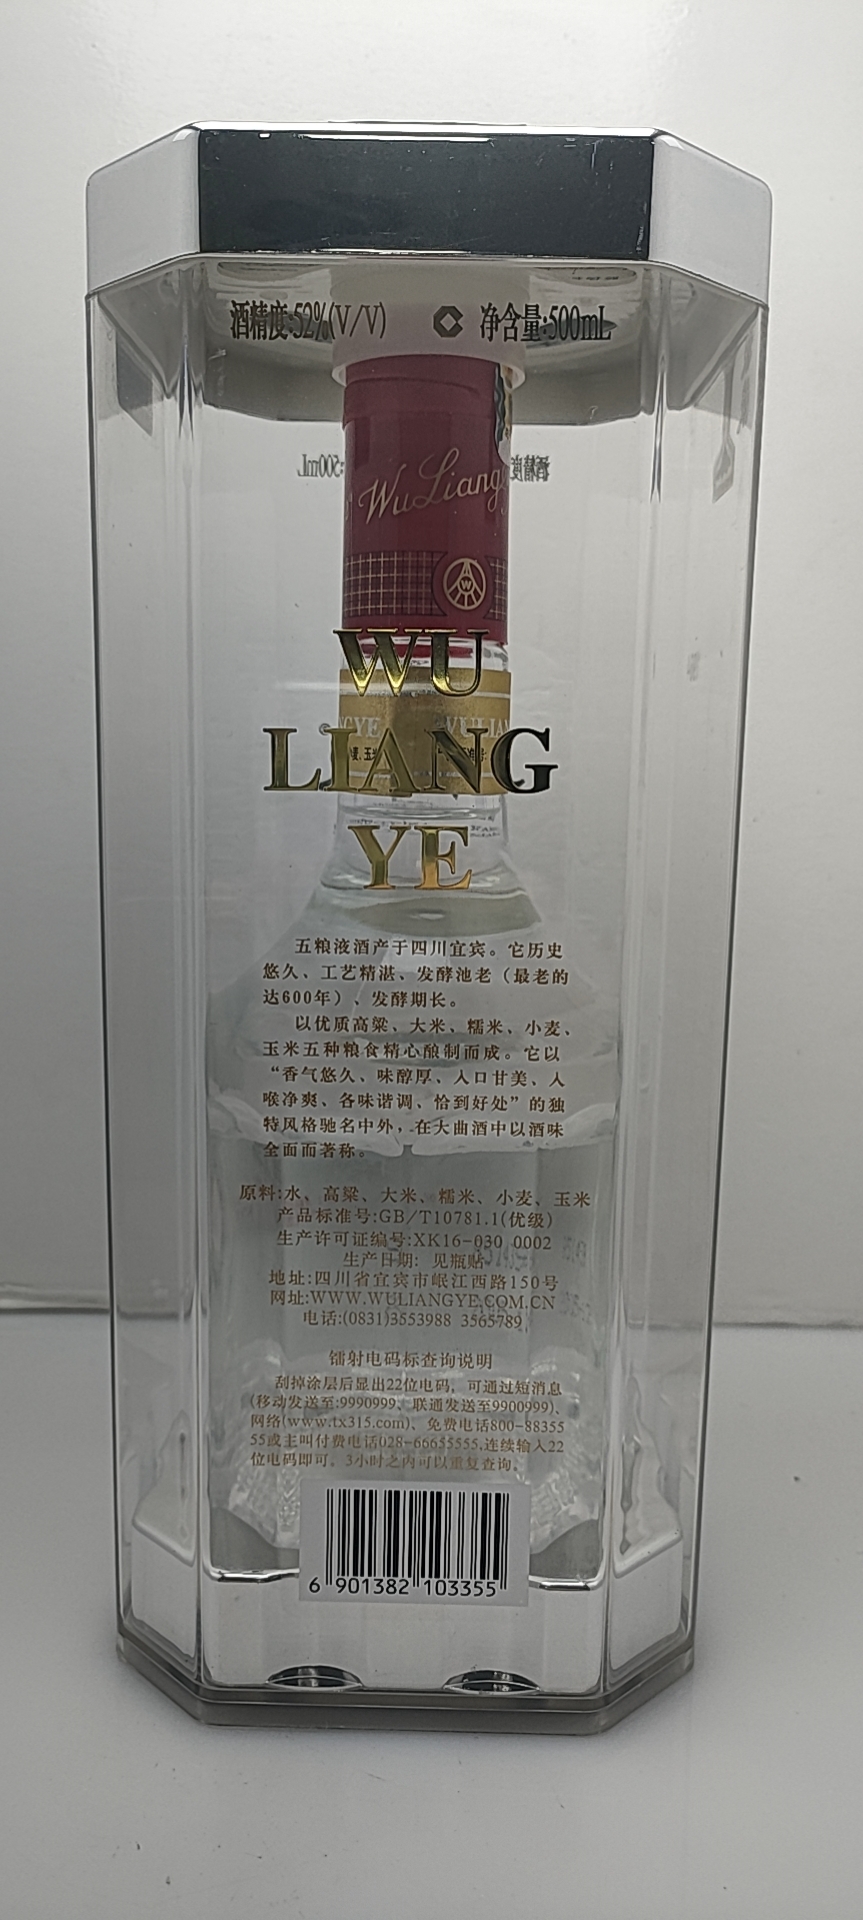 酒精度:52%(V/V) 净含量:500mL
WuLiang
W
WU
LIANG
YE
五粮液酒产于四川宜宾。它历史
悠久、工艺精湛、发酵池老（最老的
达600年）、发酵期长。
以优质高粱、大米、糯米、小麦、
玉米五种粮食精心酿制而成。它以
“香气悠久、味醇厚、入口甘美、入
喉净爽、各味谐调、恰到好处”的独
特风格驰名中外，在大曲酒中以酒味
全面而著称。
原料:水、高粱、大米、糯米、小麦、玉米
产品标准号:GB/T10781.1(优级)
生产许可证编号:XK16-030 0002
生产日期: 见瓶贴
地址:四川省宜宾市岷江西路150号
网址:WWW.WULIANGYE.COM.CN
电话:(0831)3553988 3565789
镭射电码标查询说明
刮掉涂层后显出22位电码，可通过短消息
(移动发送至:9990999、联通发送至9900999)、
网络(www.tx315.com)、免费电话800-88355
55或主叫付费电话028-66655555,连续输入22
位电码即可。3小时之内可以重复查询。
6 901382 103355